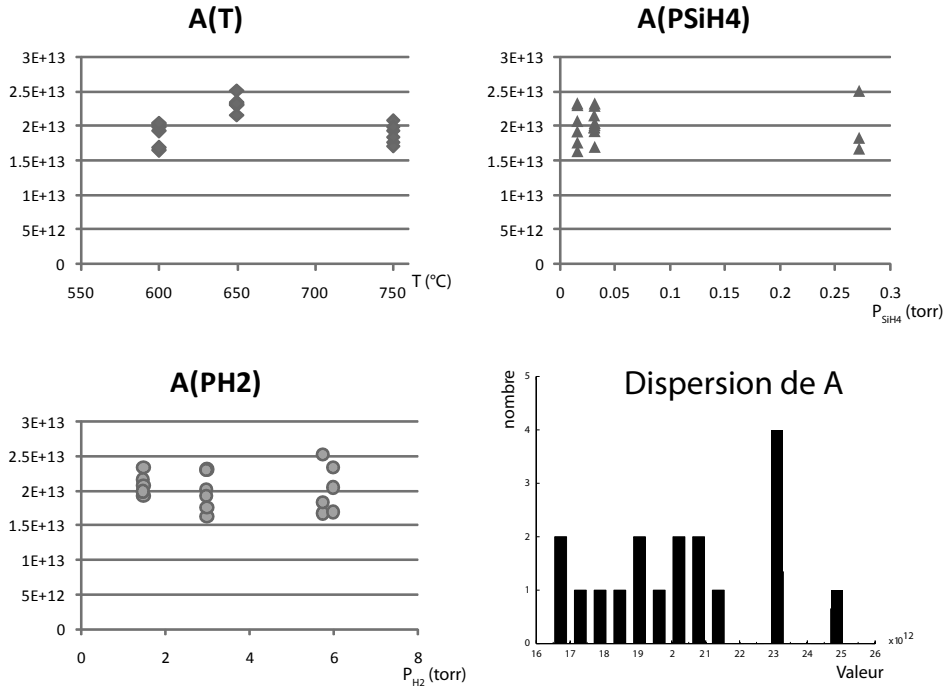 A(T)
3E+13
2.5E+13
2E+13
1.5E+13
1E+13
5E+12
0
550 600 650 700 750
T (°C)
A(PSiH4)
3E+13
2.5E+13
2E+13
1.5E+13
1E+13
5E+12
0
0 0.05 0.1 0.15 0.2 0.25 0.3
P SiH4 (torr)
A(PH2)
3E+13
2.5E+13
2E+13
1.5E+13
1E+13
5E+12
0
0 2 4 6 8
P H2 (torr)
Dispersion de A
nombre
5
4
3
2
1
0
16 17 18 19 2 21 22 23 24 25 26
x10 12
Valeur